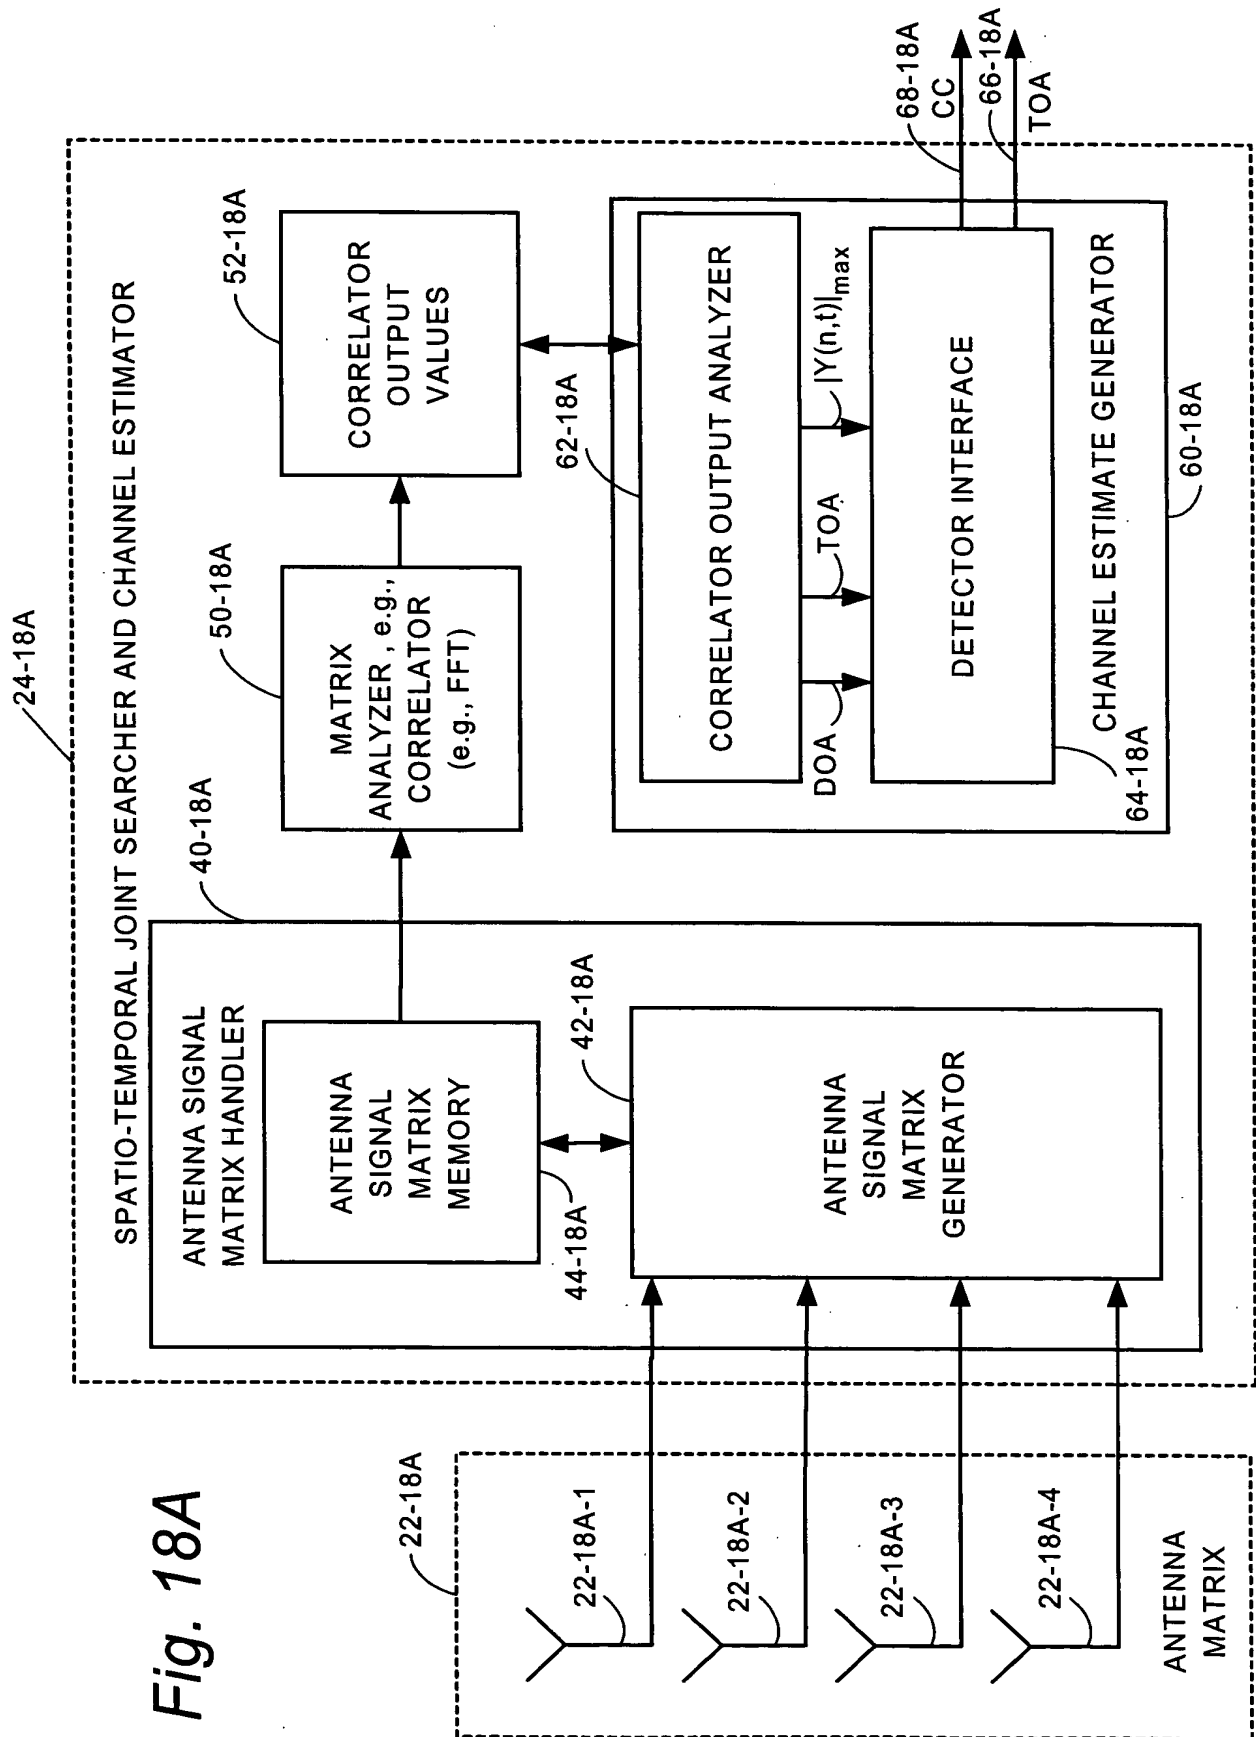 Fig. 18A
24-18A
SPATIO-TEMPORAL JOINT SEARCHER AND CHANNEL ESTIMATOR
22-18A
22-18A-1
22-18A-2
22-18A-3
22-18A-4
ANTENNA
MATRIX
40-18A
ANTENNA SIGNAL
MATRIX HANDLER
ANTENNA
SIGNAL
MATRIX
MEMORY
44-18A
42-18A
ANTENNA
SIGNAL
MATRIX
GENERATOR
50-18A
MATRIX
ANALYZER, e.g.,
CORRELATOR
(e.g., FFT)
52-18A
CORRELATOR
OUTPUT
VALUES
62-18A
CORRELATOR OUTPUT ANALYZER
DOA
TOA
|Y(n,t)|max
DETECTOR INTERFACE
64-18A
CHANNEL ESTIMATE GENERATOR
60-18A
68-18A
CC
66-18A
TOA